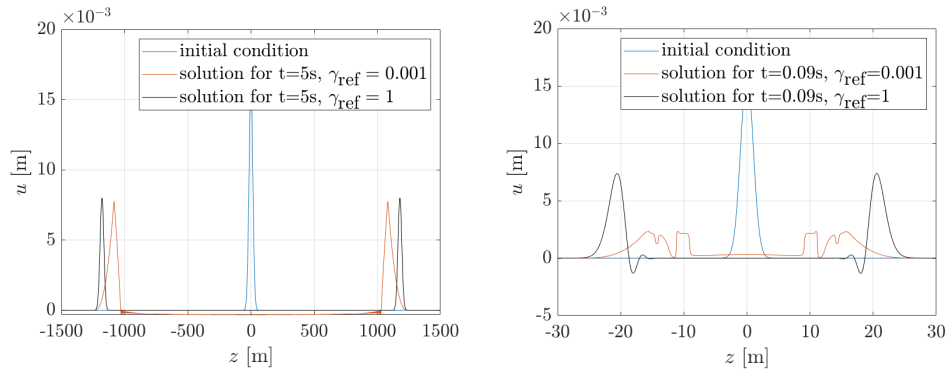 ×10⁻³
20
15
10
5
0
u [m]
-1500 -1000 -500 0 500 1000 1500
z [m]
initial condition
solution for t=5s, γref = 0.001
solution for t=5s, γref = 1
×10⁻³
20
15
10
5
0
-5
u [m]
-30 -20 -10 0 10 20 30
z [m]
initial condition
solution for t=0.09s, γref=0.001
solution for t=0.09s, γref=1